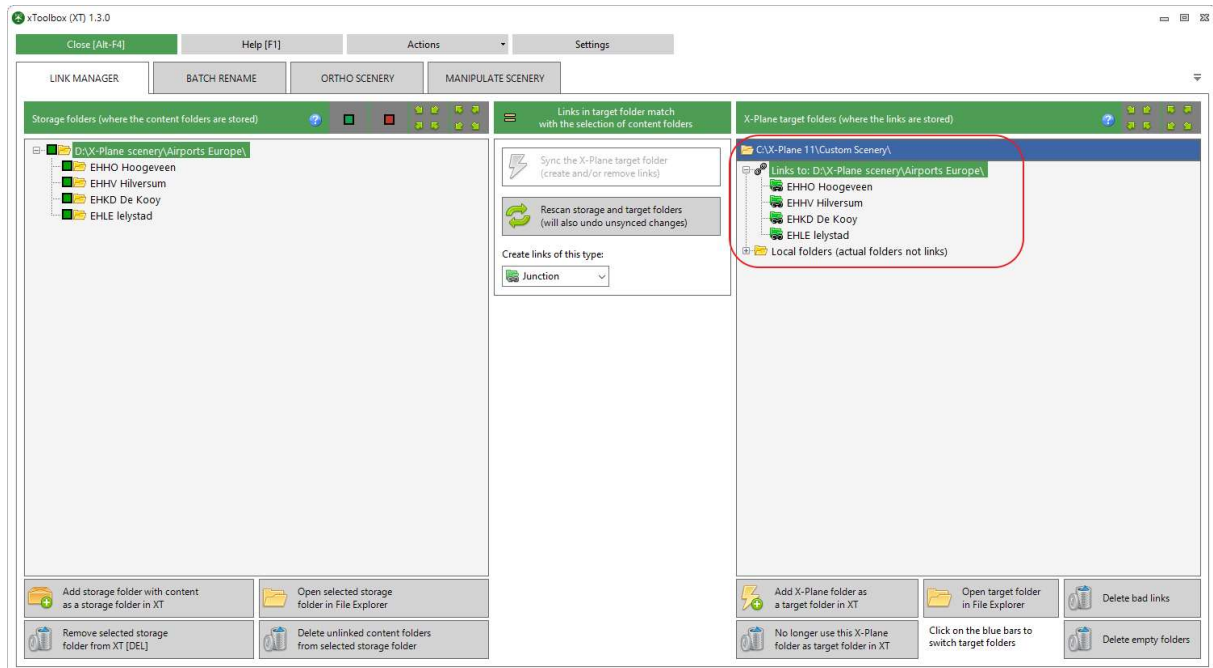 xToolbox (XT) 1.3.0
Close [Alt-F4]
Help [F1]
Actions
Settings
LINK MANAGER
BATCH RENAME
ORTHO SCENERY
MANIPULATE SCENERY
Storage folders (where the content folders are stored)
Links in target folder match
with the selection of content folders
X-Plane target folders (where the links are stored)
D:\X-Plane scenery\Airports Europe\
EHHO Hoogeveen
EHHV Hilversum
EHKD De Kooy
EHLE lelystad
Sync the X-Plane target folder
(create and/or remove links)
Rescan storage and target folders
(will also undo unsynced changes)
Create links of this type:
Junction
C:\X-Plane 11\Custom Scenery\
Links to: D:\X-Plane scenery\Airports Europe\
EHHO Hoogeveen
EHHV Hilversum
EHKD De Kooy
EHLE lelystad
Local folders (actual folders not links)
Add storage folder with content
as a storage folder in XT
Open selected storage
folder in File Explorer
Remove selected storage
folder from XT [DEL]
Delete unlinked content folders
from selected storage folder
Add X-Plane folder as
a target folder in XT
Open target folder
in File Explorer
Delete bad links
No longer use this X-Plane
folder as target folder in XT
Click on the blue bars to
switch target folders
Delete empty folders